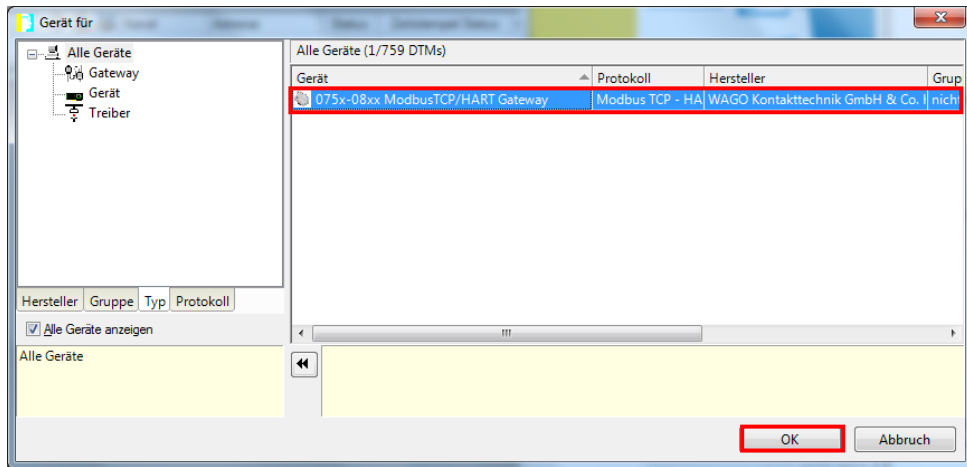 Gerät für
Alle Geräte
Gateway
Gerät
Treiber
Hersteller Gruppe Typ Protokoll
Alle Geräte anzeigen
Alle Geräte
Alle Geräte (1/759 DTMs)
Gerät Protokoll Hersteller Grup
075x-08xx ModbusTCP/HART Gateway Modbus TCP - HA WAGO Kontakttechnik GmbH & Co. nich
OK Abbruch